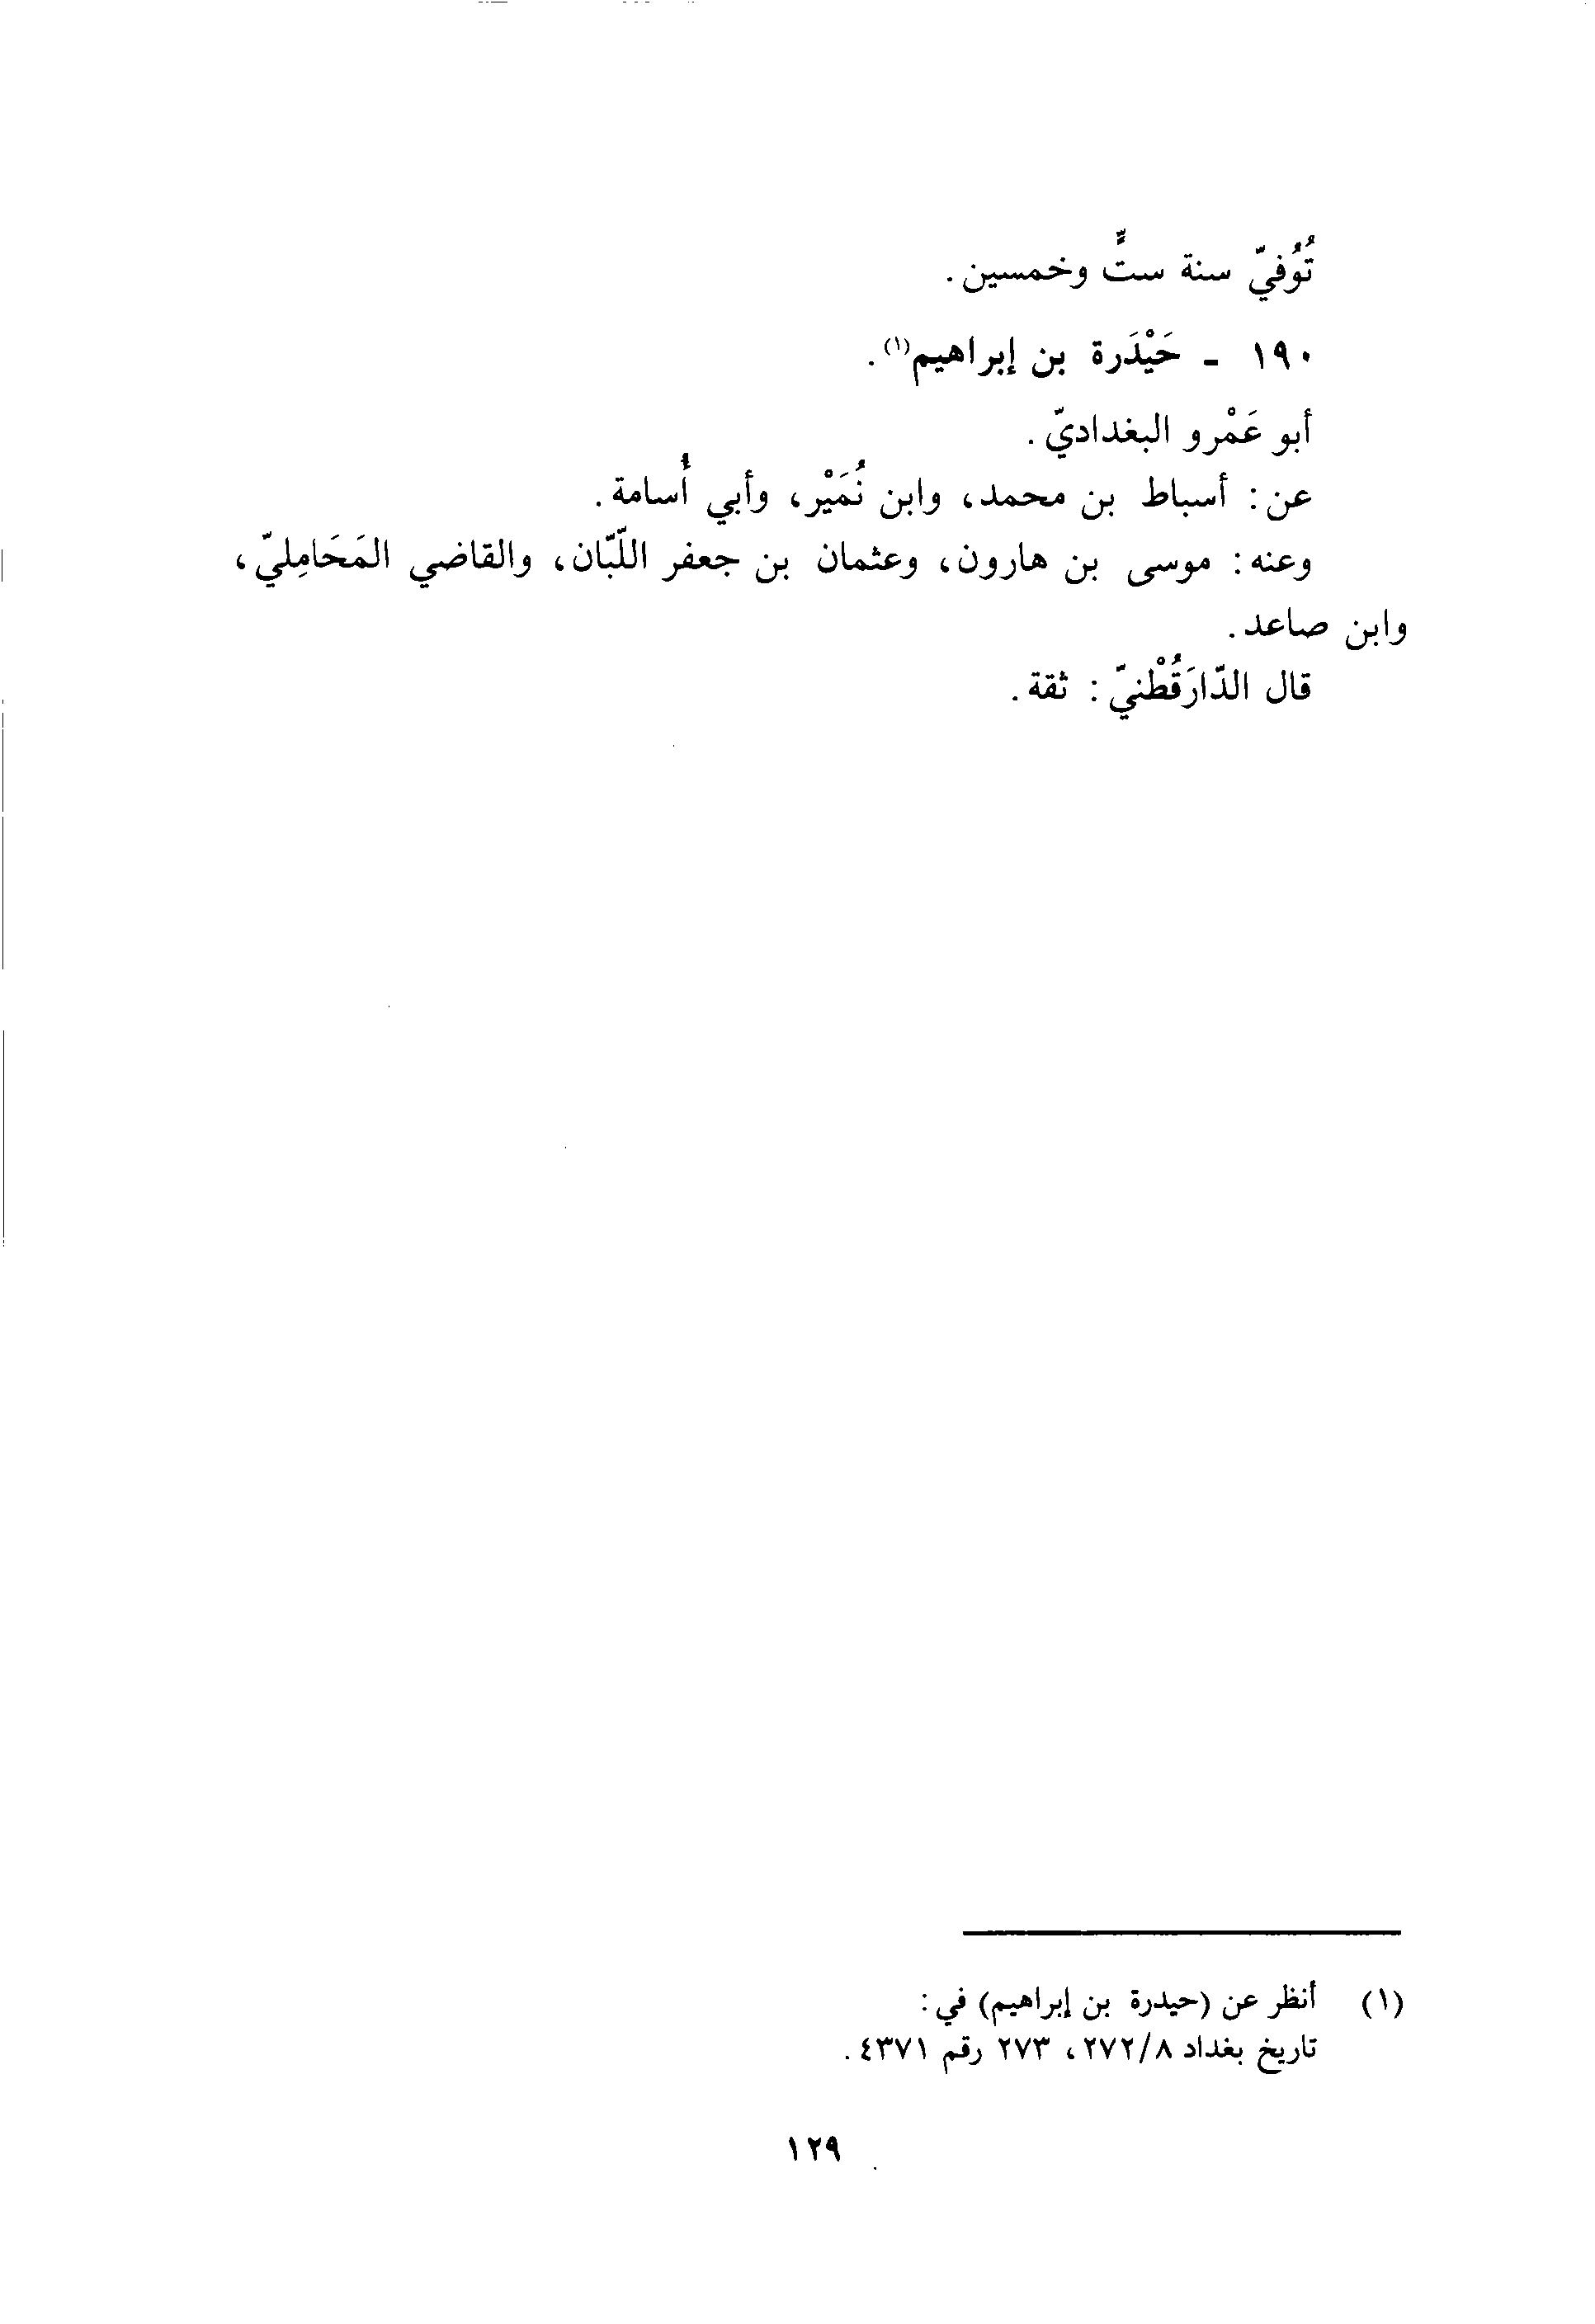 تُوُفيّ سنة ستٍّ وخمسين.
١٩٠ - حَيْدَرة بن إبراهيم(١).
أبو عَمْرو البغداديّ.
عن: أسباط بن محمد، وابن نُمَيْر، وأبي أُسامة.
وعنه: موسى بن هارون، وعثمان بن جعفر اللّبّان، والقاضي المَحَامِليّ،
وابن صاعد.
قال الدّارَقُطْنيّ: ثقة.
(١) أنظر عن (حيدرة بن إبراهيم) في:
تاريخ بغداد ٢٧٢/٨، ٢٧٣ رقم ٤٣٧١.
١٢٩